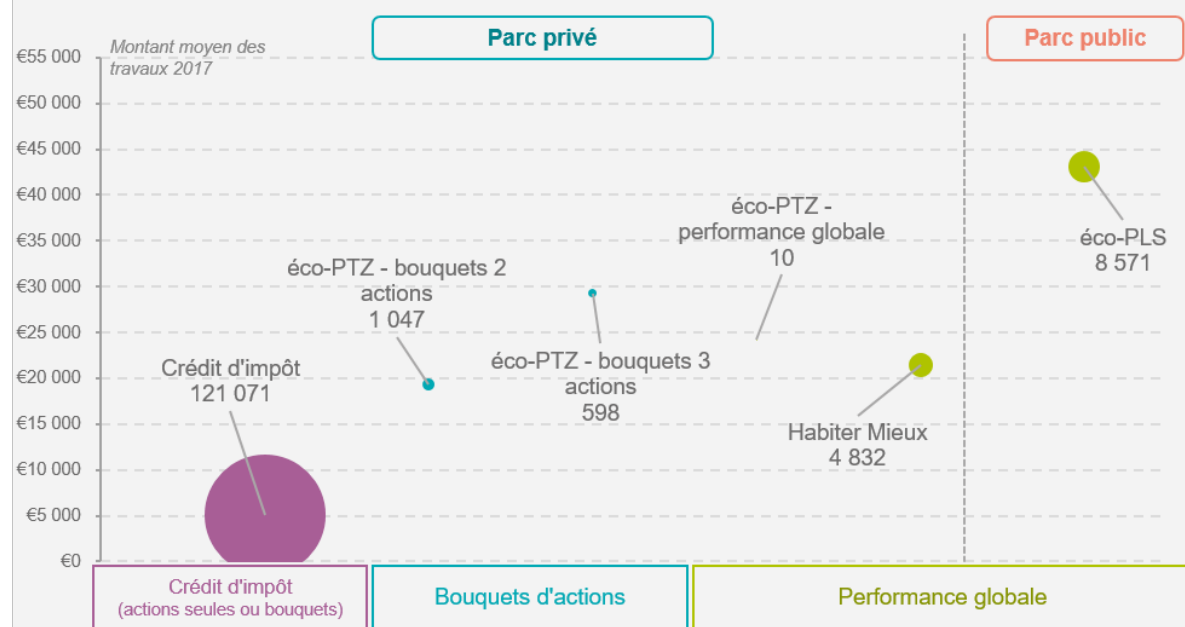 Parc privé
Parc public
Montant moyen des
travaux 2017
€55 000
€50 000
€45 000
€40 000
€35 000
€30 000
€25 000
€20 000
€15 000
€10 000
€5 000
€0
Crédit d'impôt
121 071
éco-PTZ - bouquets 2
actions
1 047
éco-PTZ - bouquets 3
actions
598
éco-PTZ -
performance globale
10
Habiter Mieux
4 832
éco-PLS
8 571
Crédit d'impôt
(actions seules ou bouquets)
Bouquets d'actions
Performance globale